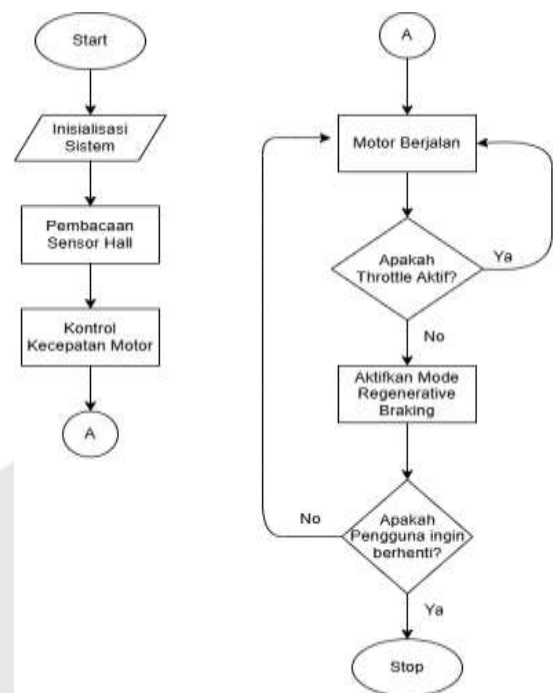 Start
Inisialisasi
Sistem
Pembacaan
Sensor Hall
Kontrol
Kecepatan Motor
A
A
Motor Berjalan
Apakah
Throttle Aktif?
Ya
No
Aktifkan Mode
Regenerative
Braking
Apakah
Pengguna ingin
berhenti?
No
Ya
Stop